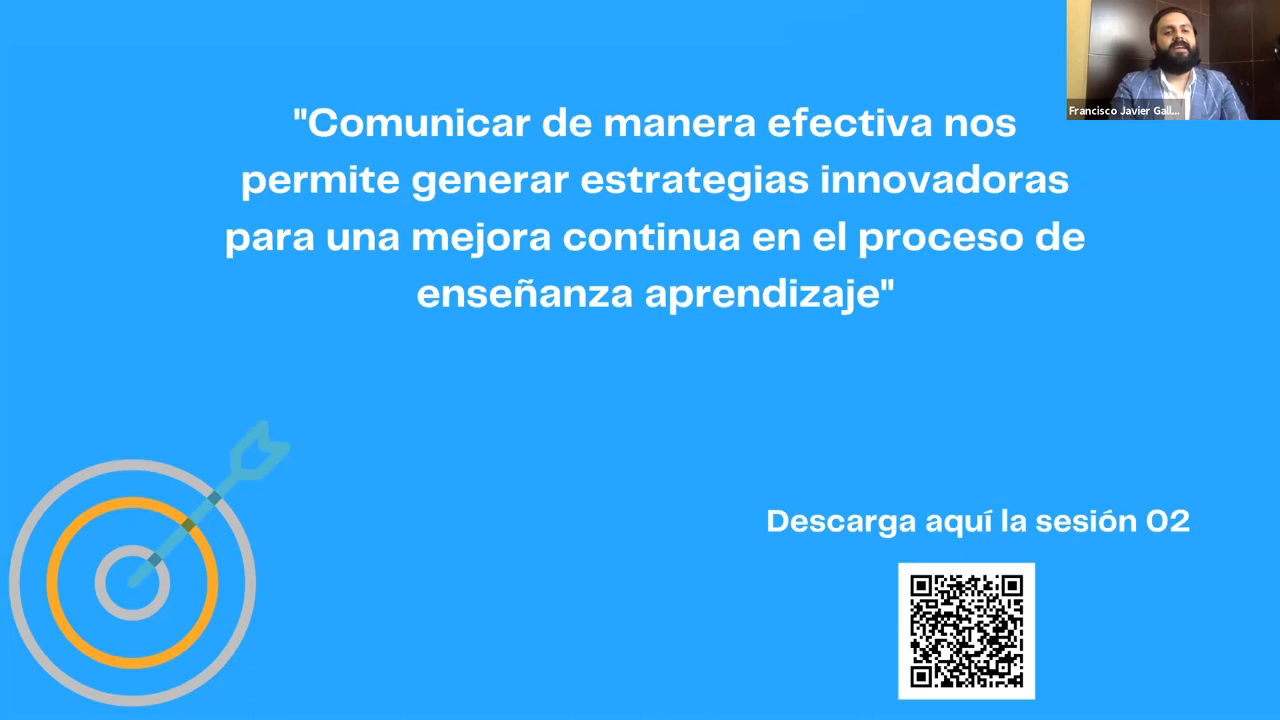 "Comunicar de manera efectiva nos
permite generar estrategias innovadoras
para una mejora continua en el proceso de
enseñanza aprendizaje"
Francisco Javier Gall...
Descarga aquí la sesión 02